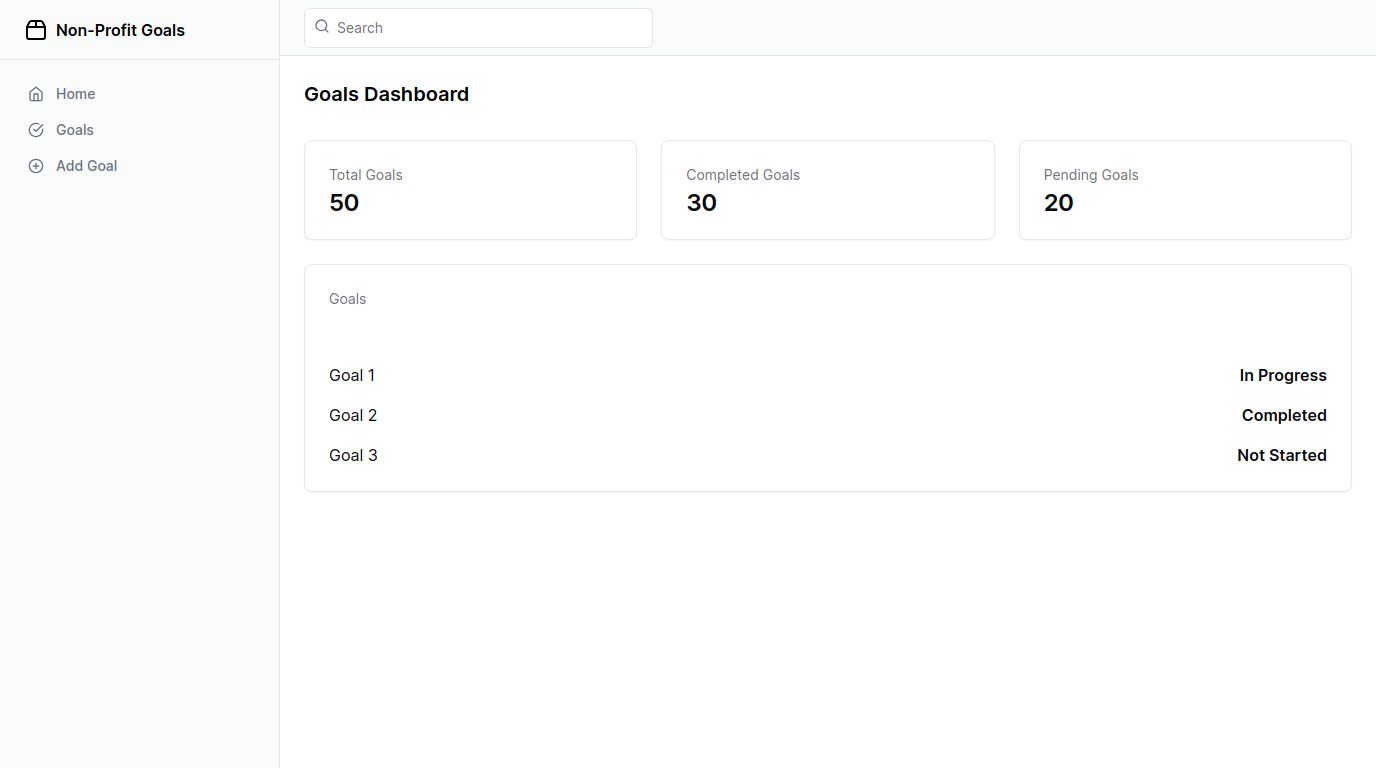 Non-Profit Goals
Search
Home
Goals
Add Goal
Goals Dashboard
Total Goals
50
Completed Goals
30
Pending Goals
20
Goals
Goal 1 In Progress
Goal 2 Completed
Goal 3 Not Started